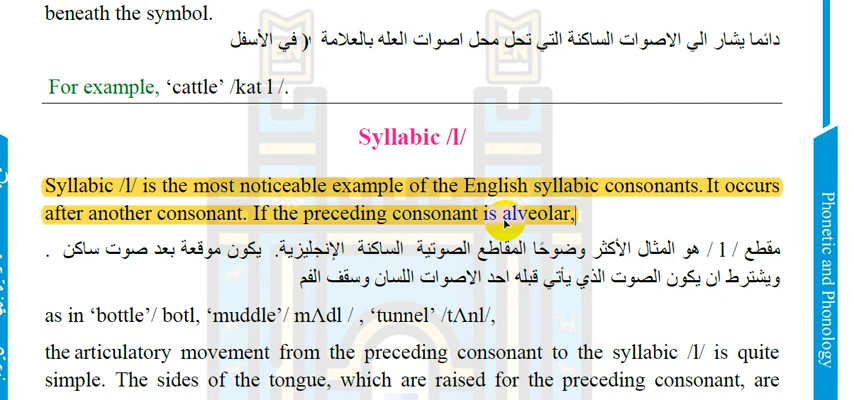 beneath the symbol.
دائما يشار الي الاصوات الساكنة التي تحل محل اصوات العله بالعلامة (' في الأسفل
For example, ‘cattle’ /kat l /.
Syllabic /l/
Syllabic /l/ is the most noticeable example of the English syllabic consonants. It occurs
after another consonant. If the preceding consonant is alveolar,
مقطع / l / هو المثال الأكثر وضوحًا المقاطع الصوتية الساكنة الإنجليزية. يكون موقعة بعد صوت ساكن .
ويشترط ان يكون الصوت الذي يأتي قبله احد الاصوات اللسان وسقف الفم
as in ‘bottle’/ botl, ‘muddle’/ mΛdl / , ‘tunnel’ /tΛnl/,
the articulatory movement from the preceding consonant to the syllabic /l/ is quite
simple. The sides of the tongue, which are raised for the preceding consonant, are
Phonetic and Phonology